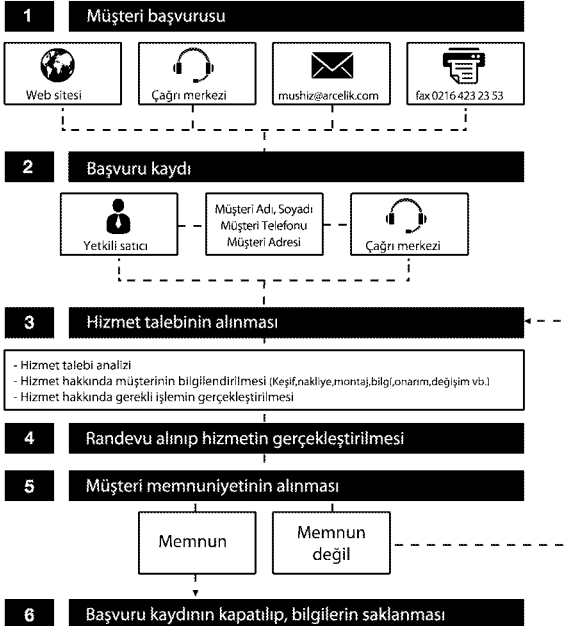 1 Müşteri başvurusu
Web sitesi
Çağrı merkezi
mushiz@arcelik.com
fax 0216 423 23 53
2 Başvuru kaydı
Yetkili satıcı
Müşteri Adı, Soyadı
Müşteri Telefonu
Müşteri Adresi
Çağrı merkezi
3 Hizmet talebinin alınması
- Hizmet talebi analizi
- Hizmet hakkında müşterinin bilgilendirilmesi (Keşif,nakliye,montaj,bilgi,onarım,değişim vb.)
- Hizmet hakkında gerekli işlemin gerçekleştirilmesi
4 Randevu alınıp hizmetin gerçekleştirilmesi
5 Müşteri memnuniyetinin alınması
Memnun
Memnun
değil
6 Başvuru kaydının kapatılıp, bilgilerin saklanması